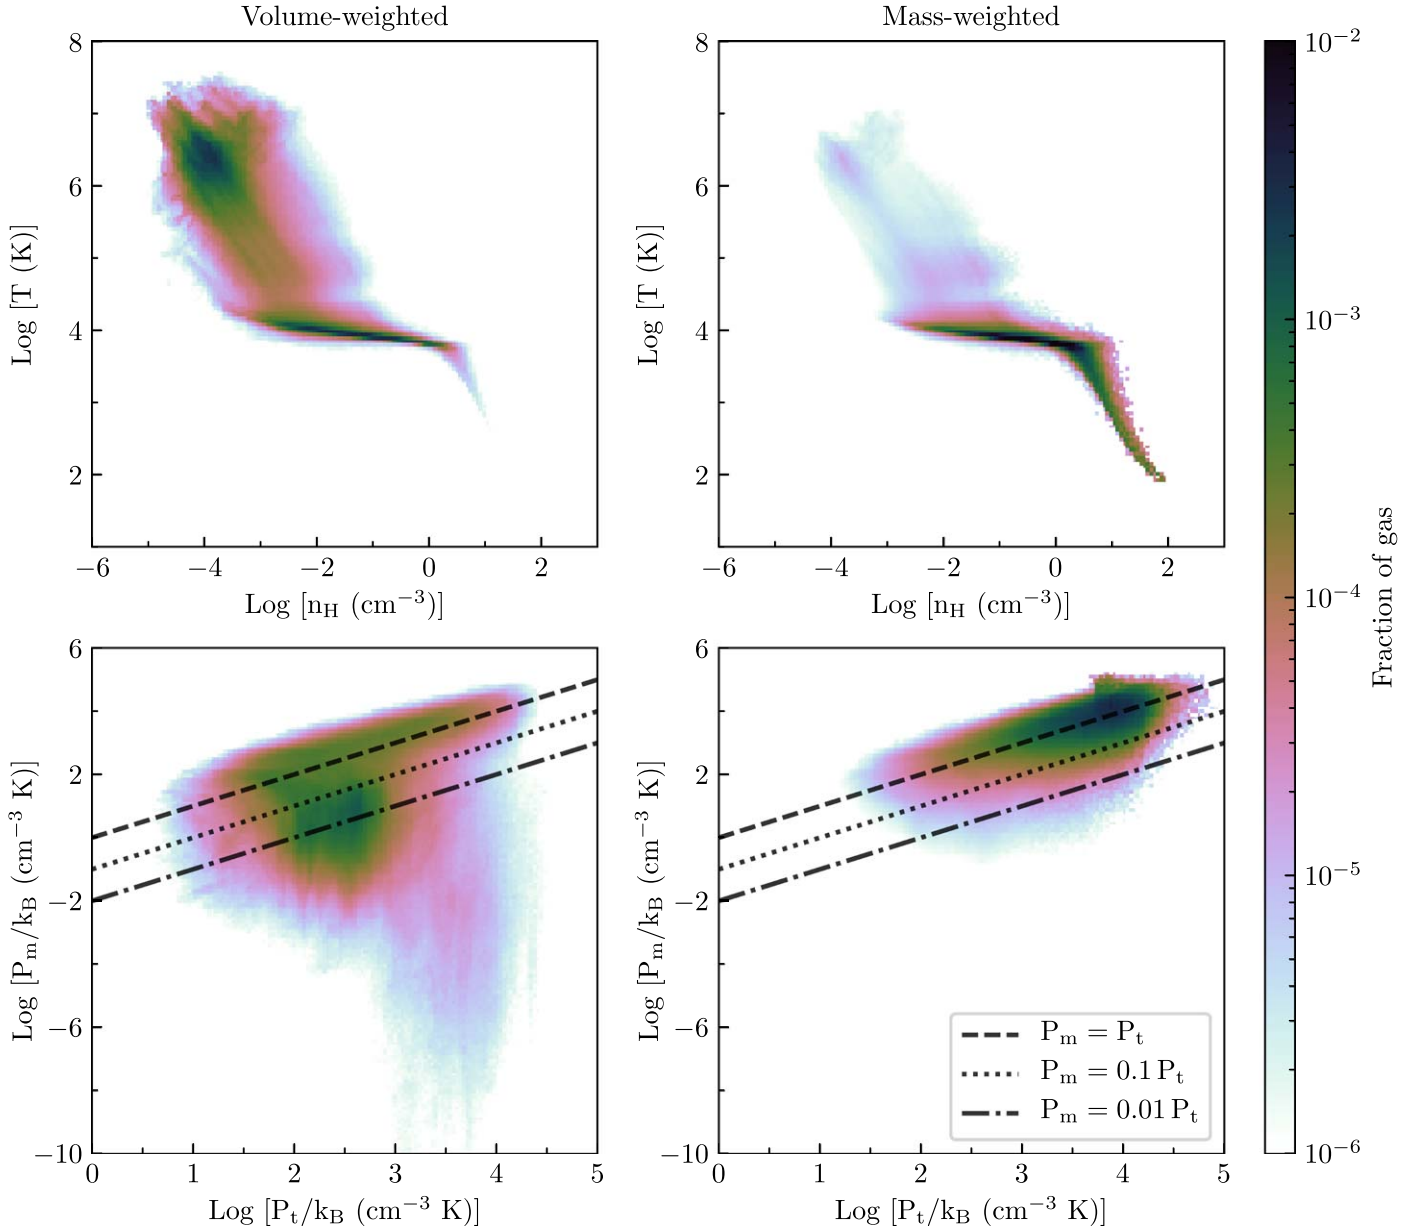 Volume-weighted
Mass-weighted
8
6
4
2
−6 −4 −2 0 2
Log [T (K)]
Log [n_H (cm^−3)]
8
6
4
2
−6 −4 −2 0 2
Log [T (K)]
Log [n_H (cm^−3)]
6
2
−2
−6
−10
0 1 2 3 4 5
Log [P_m/k_B (cm^−3 K)]
Log [P_t/k_B (cm^−3 K)]
6
2
−2
−6
−10
0 1 2 3 4 5
Log [P_m/k_B (cm^−3 K)]
Log [P_t/k_B (cm^−3 K)]
P_m = P_t
P_m = 0.1 P_t
P_m = 0.01 P_t
10^−2
10^−3
10^−4
10^−5
10^−6
Fraction of gas